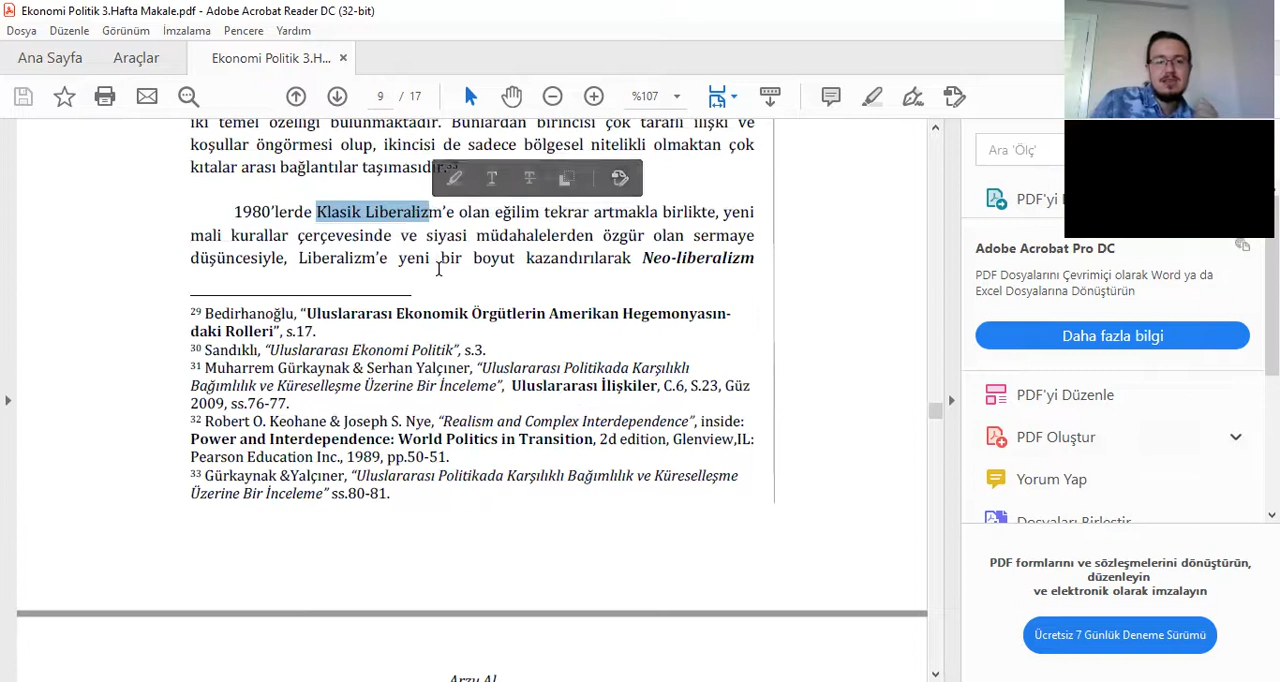 Ekonomi Politik 3.Hafta Makale.pdf - Adobe Acrobat Reader DC (32-bit)
Dosya Düzenle Görünüm İmzalama Pencere Yardım
Ana Sayfa Araçlar Ekonomi Politik 3.H... ×
9 / 17 %107
iki temel özelliği bulunmaktadır. Bunlardan birincisi çok taraflı ilişki ve
koşullar öngörmesi olup, ikincisi de sadece bölgesel nitelikli olmaktan çok
kıtalar arası bağlantılar taşımasıdır.³³
1980'lerde Klasik Liberalizm'e olan eğilim tekrar artmakla birlikte, yeni
mali kurallar çerçevesinde ve siyasi müdahalelerden özgür olan sermaye
düşüncesiyle, Liberalizm'e yeni bir boyut kazandırılarak Neo-liberalizm
29 Bedirhanoğlu, “Uluslararası Ekonomik Örgütlerin Amerikan Hegemonyasın-
daki Rolleri”, s.17.
30 Sandıklı, “Uluslararası Ekonomi Politik”, s.3.
31 Muharrem Gürkaynak & Serhan Yalçıner, “Uluslararası Politikada Karşılıklı
Bağımlılık ve Küreselleşme Üzerine Bir İnceleme”, Uluslararası İlişkiler, C.6, S.23, Güz
2009, ss.76-77.
32 Robert O. Keohane & Joseph S. Nye, “Realism and Complex Interdependence”, inside:
Power and Interdependence: World Politics in Transition, 2d edition, Glenview,IL:
Pearson Education Inc., 1989, pp.50-51.
33 Gürkaynak &Yalçıner, “Uluslararası Politikada Karşılıklı Bağımlılık ve Küreselleşme
Üzerine Bir İnceleme” ss.80-81.
Arzu Al
Ara 'Ölç'
PDF'yi
Adobe Acrobat Pro DC
PDF Dosyalarını Çevrimiçi olarak Word ya da
Excel Dosyalarına Dönüştürün
Daha fazla bilgi
PDF'yi Düzenle
PDF Oluştur
Yorum Yap
Dosyaları Birleştir
PDF formlarını ve sözleşmelerini dönüştürün,
düzenleyin
ve elektronik olarak imzalayın
Ücretsiz 7 Günlük Deneme Sürümü